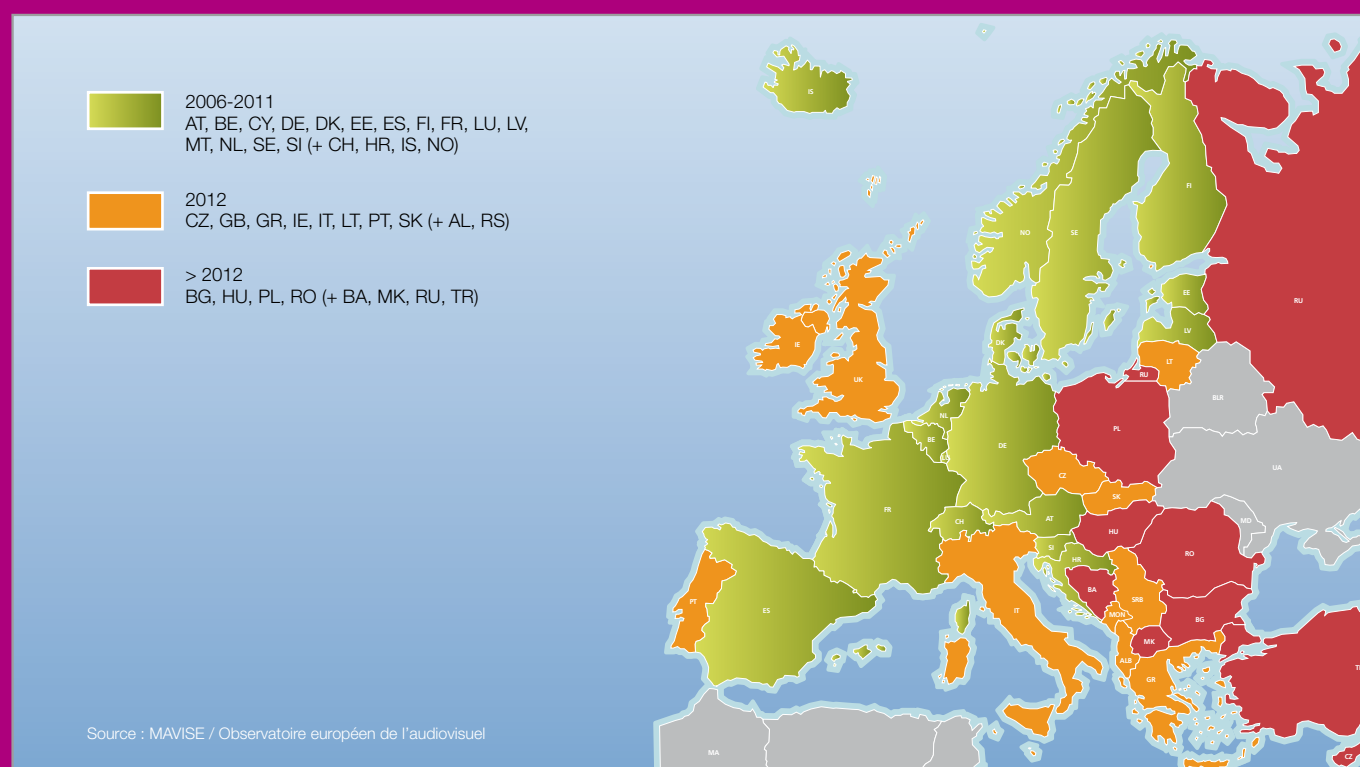 2006-2011
AT, BE, CY, DE, DK, EE, ES, FI, FR, LU, LV,
MT, NL, SE, SI (+ CH, HR, IS, NO)
2012
CZ, GB, GR, IE, IT, LT, PT, SK (+ AL, RS)
> 2012
BG, HU, PL, RO (+ BA, MK, RU, TR)
IS
FI
NO
SE
EE
RU
LV
DK
IE
LT
RU
UK
BLR
NL
PL
BE
DE
UA
CZ
SK
FR
AT
CH
MD
HU
SI
RO
HR
BA
SRB
PT
ES
IT
MON
BG
MK
ALB
GR
MA
CZ
Source : MAVISE / Observatoire européen de l'audiovisuel